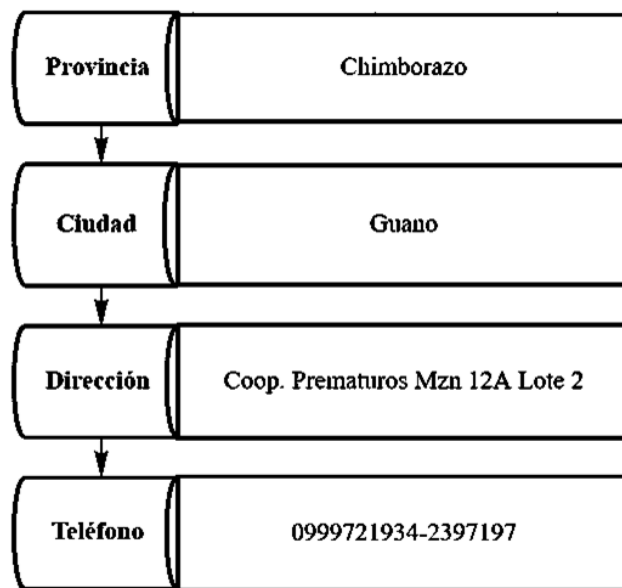 Provincia Chimborazo
Ciudad Guano
Dirección Coop. Prematuros Mzn 12A Lote 2
Teléfono 0999721934-2397197